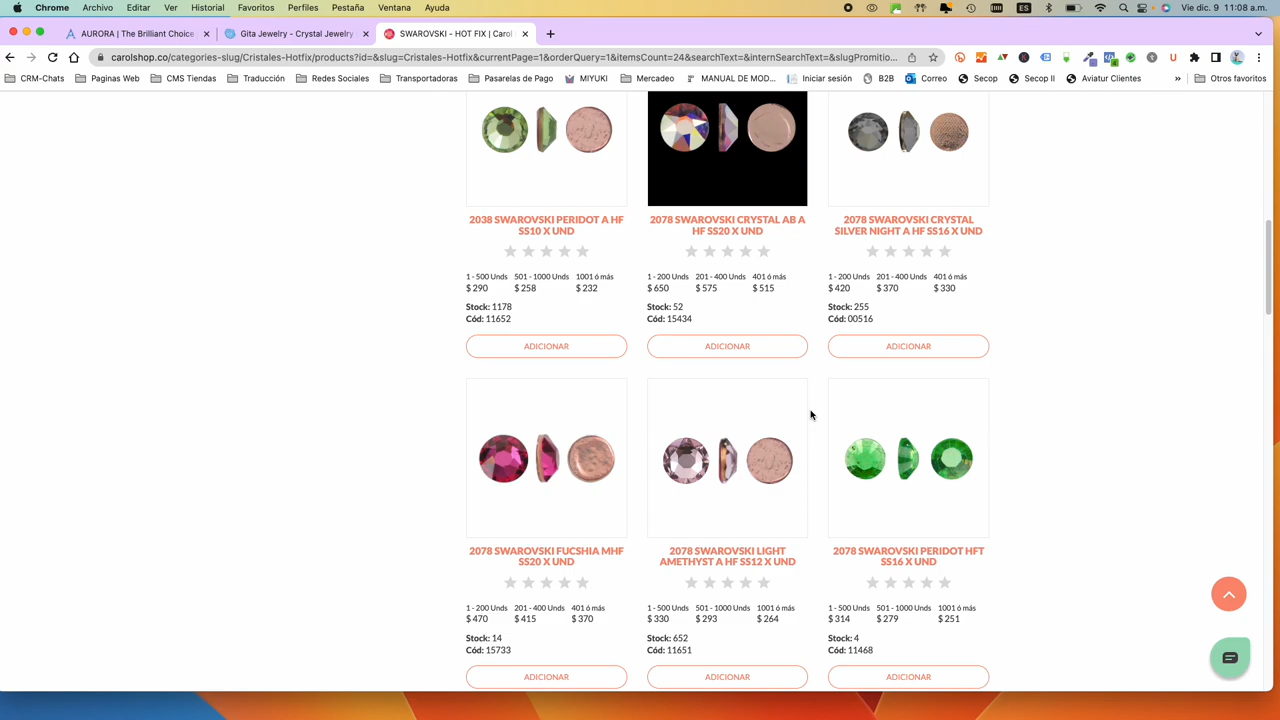 Chrome Archivo Editar Ver Historial Favoritos Perfiles Pestaña Ventana Ayuda
ES
Vie dic. 9 11:08 a.m.
AURORA | The Brilliant Choice
Gita Jewelry - Crystal Jewelry
SWAROVSKI - HOT FIX | Carol
carolshop.co/categories-slug/Cristales-Hotfix/products?id=&slug=Cristales-Hotfix&currentPage=1&orderQuery=1&itemsCount=24&searchText=&internSearchText=&slugPromitio...
CRM-Chats Paginas Web CMS Tiendas Traducción Redes Sociales Transportadoras Pasarelas de Pago MIYUKI Mercadeo MANUAL DE MOD... Iniciar sesión B2B Correo Secop Secop II Aviatur Clientes » Otros favoritos
2038 SWAROVSKI PERIDOT A HF
SS10 X UND
1 - 500 Unds 501 - 1000 Unds 1001 ó más
$ 290 $ 258 $ 232
Stock: 1178
Cód: 11652
ADICIONAR
2078 SWAROVSKI CRYSTAL AB A
HF SS20 X UND
1 - 200 Unds 201 - 400 Unds 401 ó más
$ 650 $ 575 $ 515
Stock: 52
Cód: 15434
ADICIONAR
2078 SWAROVSKI CRYSTAL
SILVER NIGHT A HF SS16 X UND
1 - 200 Unds 201 - 400 Unds 401 ó más
$ 420 $ 370 $ 330
Stock: 255
Cód: 00516
ADICIONAR
2078 SWAROVSKI FUCSHIA MHF
SS20 X UND
1 - 200 Unds 201 - 400 Unds 401 ó más
$ 470 $ 415 $ 370
Stock: 14
Cód: 15733
ADICIONAR
2078 SWAROVSKI LIGHT
AMETHYST A HF SS12 X UND
1 - 500 Unds 501 - 1000 Unds 1001 ó más
$ 330 $ 293 $ 264
Stock: 652
Cód: 11651
ADICIONAR
2078 SWAROVSKI PERIDOT HFT
SS16 X UND
1 - 500 Unds 501 - 1000 Unds 1001 ó más
$ 314 $ 279 $ 251
Stock: 4
Cód: 11468
ADICIONAR